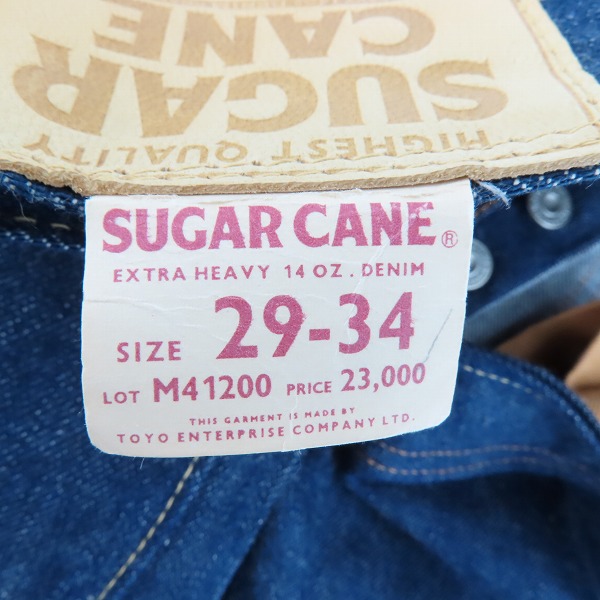 HIGHEST QUALITY
SUGAR
CANE
SUGAR CANE®
EXTRA HEAVY 14 OZ. DENIM
SIZE 29-34
LOT M41200 PRICE 23,000
THIS GARMENT IS MADE BY
TOYO ENTERPRISE COMPANY LTD.